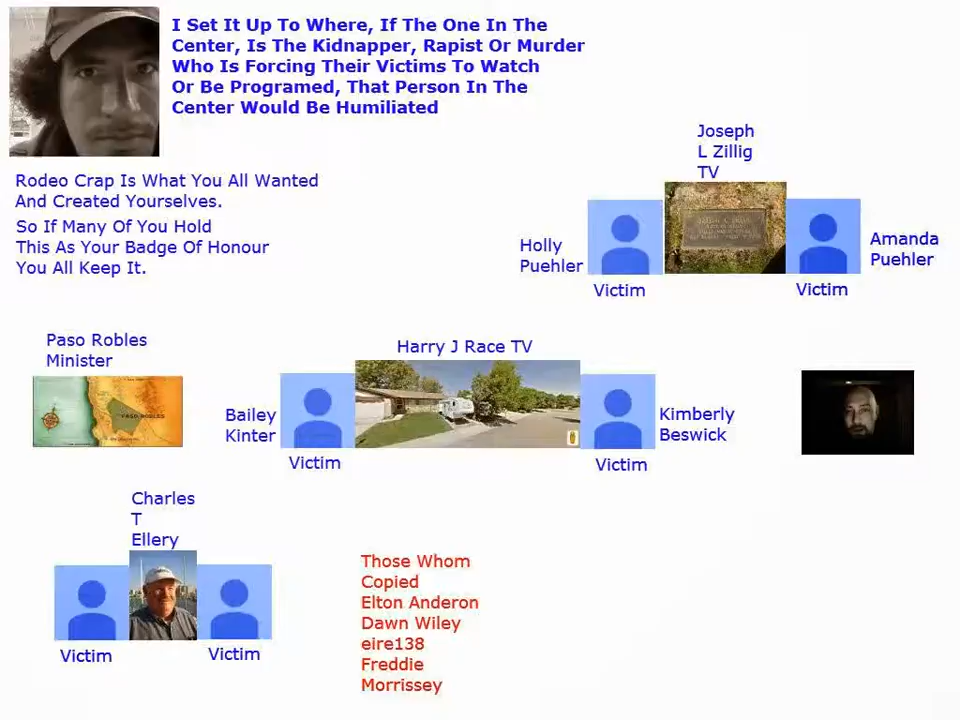 I Set It Up To Where, If The One In The
Center, Is The Kidnapper, Rapist Or Murder
Who Is Forcing Their Victims To Watch
Or Be Programed, That Person In The
Center Would Be Humiliated
Rodeo Crap Is What You All Wanted
And Created Yourselves.
So If Many Of You Hold
This As Your Badge Of Honour
You All Keep It.
Joseph
L Zillig
TV
Holly
Puehler
Amanda
Puehler
Victim
Victim
Paso Robles
Minister
PASO ROBLES
Harry J Race TV
Bailey
Kinter
Kimberly
Beswick
Victim
Victim
Charles
T
Ellery
Victim
Victim
Those Whom
Copied
Elton Anderon
Dawn Wiley
eire138
Freddie
Morrissey